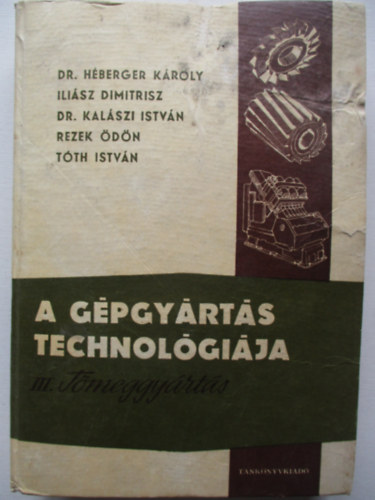 DR. HÉBERGER KÁROLY
ILIÁSZ DIMITRISZ
DR. KALÁSZI ISTVÁN
REZEK ÖDÖN
TÓTH ISTVÁN
A GÉPGYÁRTÁS
TECHNOLÓGIÁJA
III. Tömeggyártás
TANKÖNYVKIADÓ